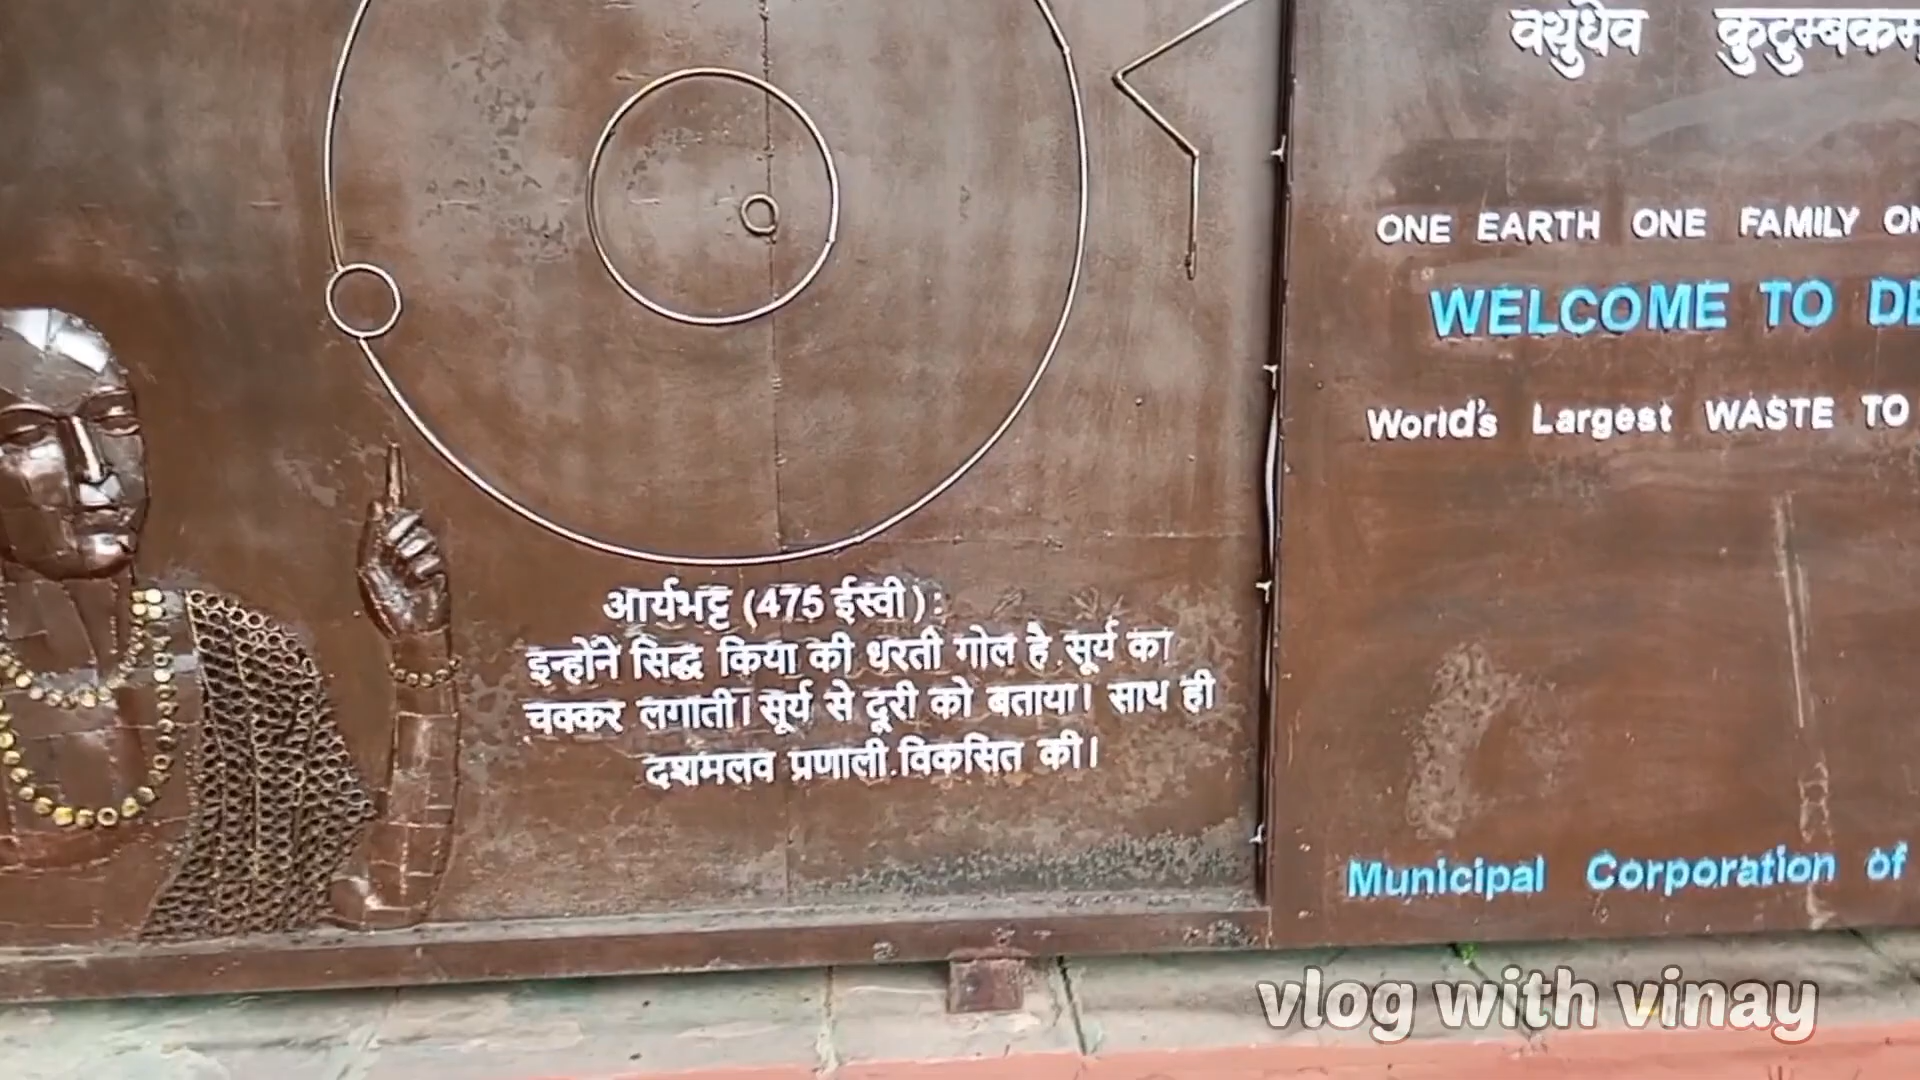 आर्यभट्ट (475 ईस्वी):
इन्होंने सिद्ध किया की धरती गोल है. सूर्य का
चक्कर लगाती। सूर्य से दूरी को बताया। साथ ही
दशमलव प्रणाली.विकसित की।
वशुधेव कुटुम्बकम्
ONE EARTH ONE FAMILY
WELCOME TO
World's Largest WASTE TO
Municipal Corporation of
vlog with vinay